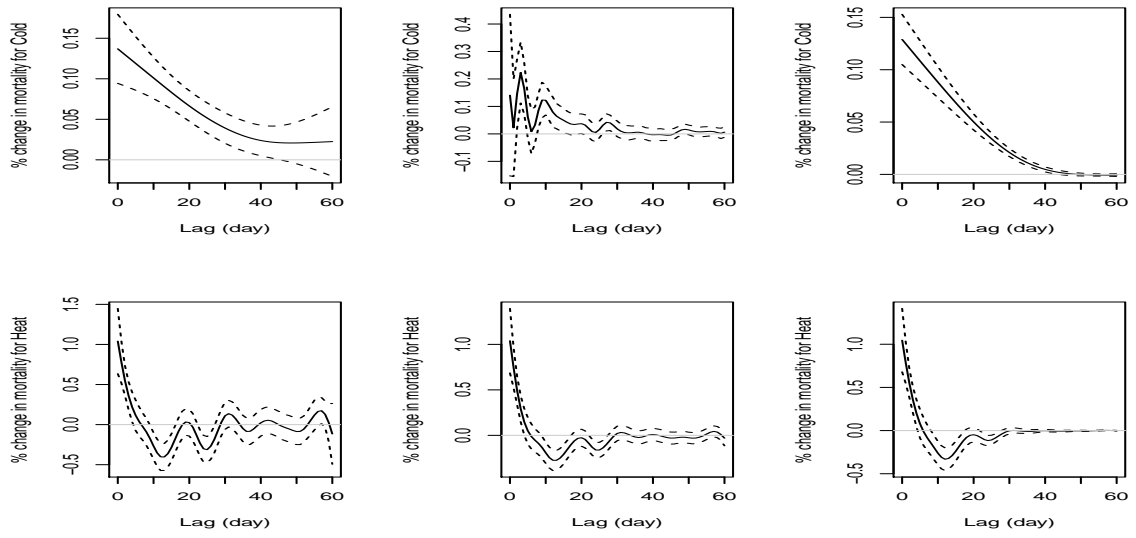 % change in mortality for Cold
0.00 0.05 0.10 0.15
0 20 40 60
Lag (day)
% change in mortality for Cold
−0.1 0.0 0.1 0.2 0.3 0.4
0 20 40 60
Lag (day)
% change in mortality for Cold
0.00 0.05 0.10 0.15
0 20 40 60
Lag (day)
% change in mortality for Heat
−0.5 0.0 0.5 1.0 1.5
0 20 40 60
Lag (day)
% change in mortality for Heat
0.0 0.5 1.0
0 20 40 60
Lag (day)
% change in mortality for Heat
−0.5 0.0 0.5 1.0
0 20 40 60
Lag (day)